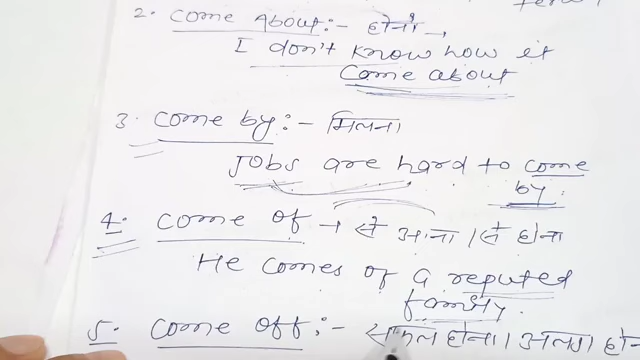 2. Come About:- होना →
I don't know how it
Come about
3. Come by:- मिलना
Jobs are hard to come
by.
4. Come of → से आना / से होना
He comes of a reputed
family.
5. Come off:- सफल होना। अलग हो